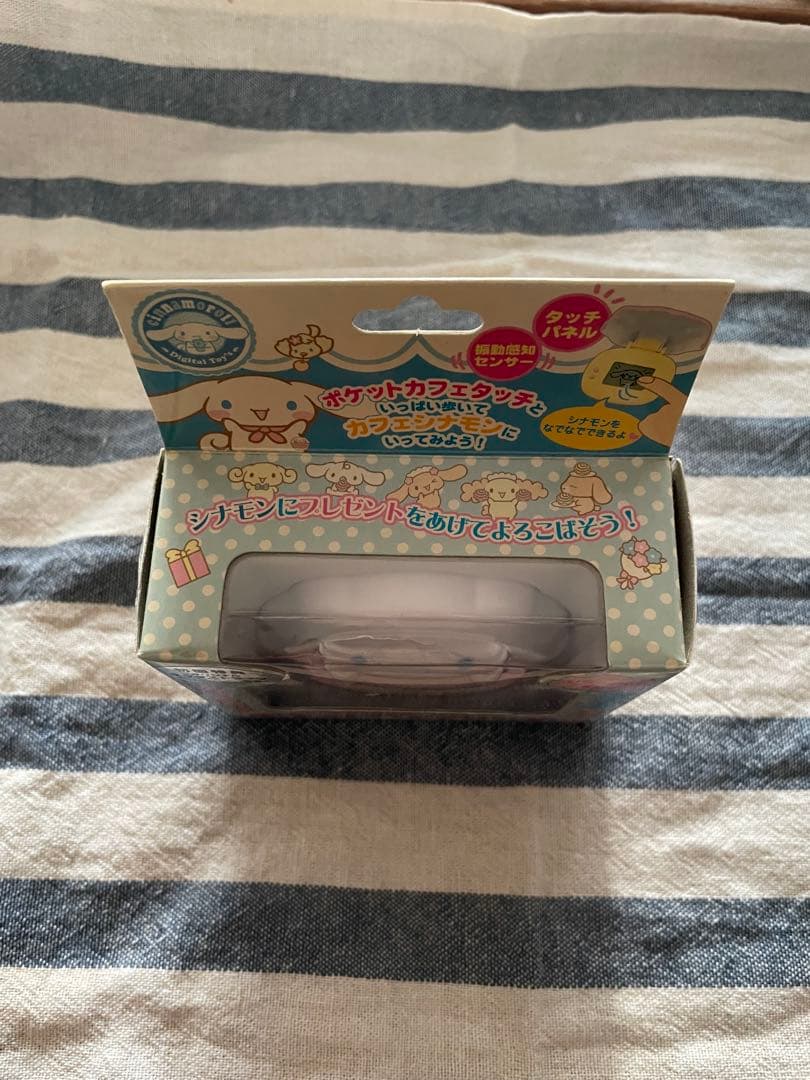 cinnamoroll
Digital Toy's
タッチ
パネル
振動感知
センサー
ポケットカフェタッチと
いっぱい歩いて
カフェシナモンに
いってみよう!
シナモンを
なでなでできるよ
シナモンにプレゼントをあげてよろこばそう!